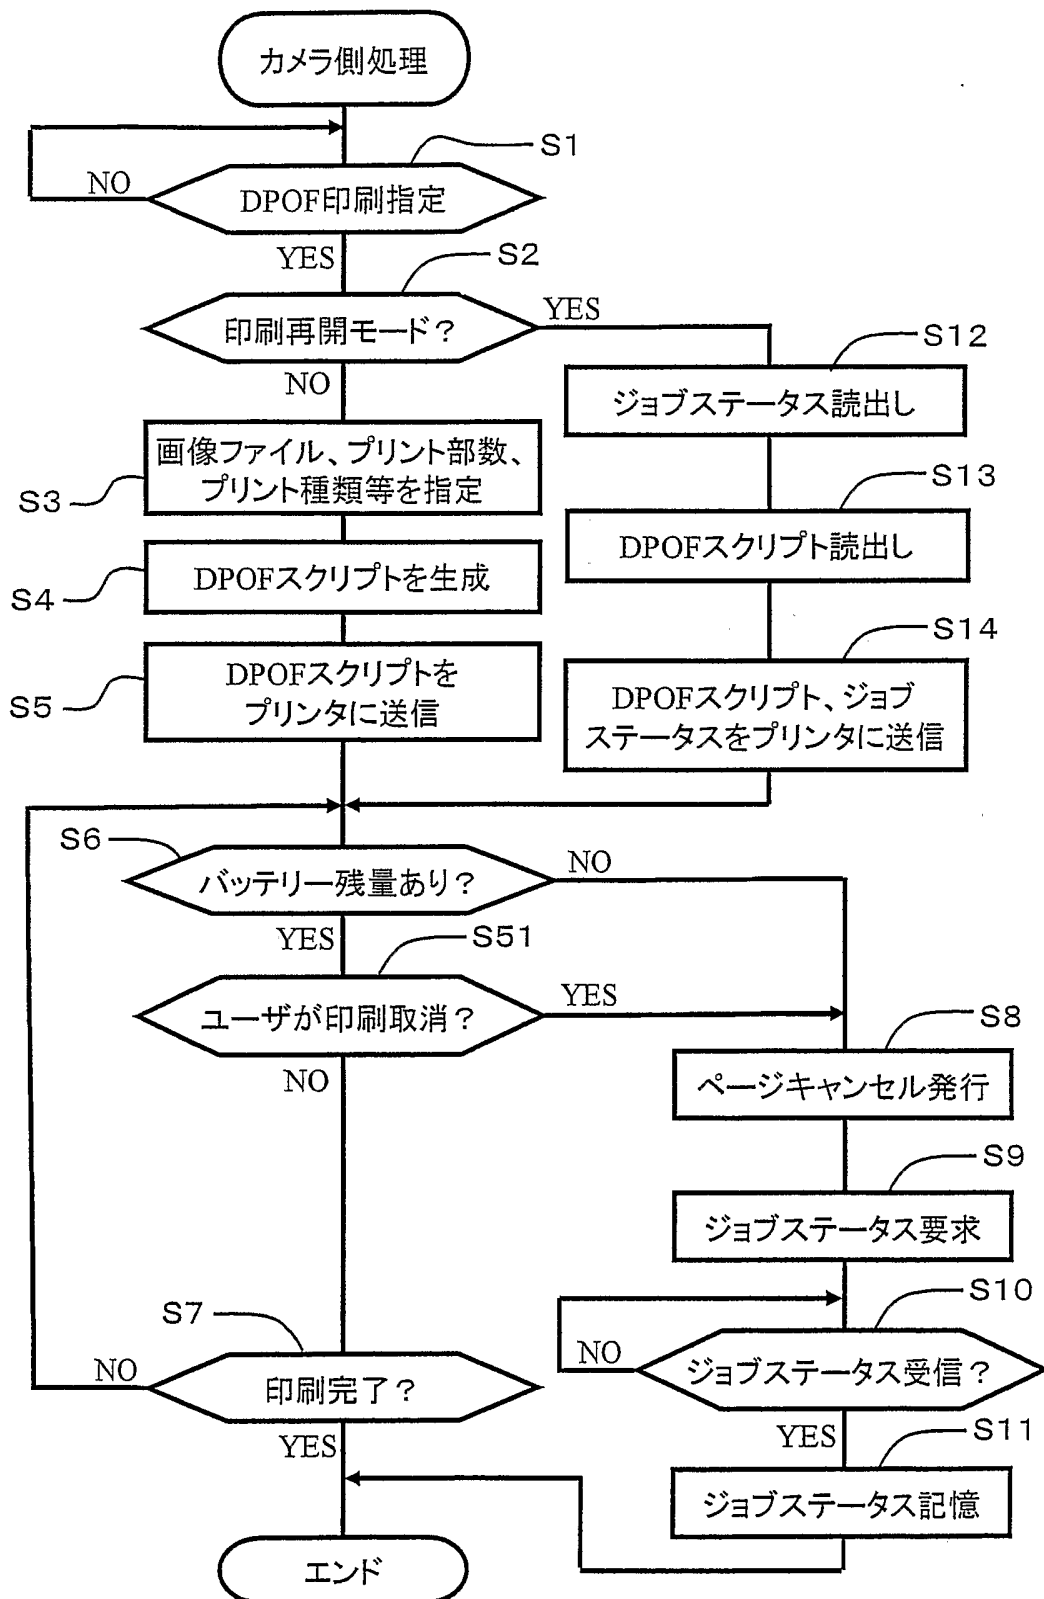 カメラ側処理
S1
NO
DPOF印刷指定
YES
S2
印刷再開モード?
YES
NO
S12
ジョブステータス読出し
画像ファイル、プリント部数、
プリント種類等を指定
S3
S13
DPOFスクリプト読出し
DPOFスクリプトを生成
S4
S14
DPOFスクリプトを
プリンタに送信
S5
DPOFスクリプト、ジョブ
ステータスをプリンタに送信
S6
バッテリー残量あり?
NO
YES
S51
ユーザが印刷取消?
YES
NO
S8
ページキャンセル発行
S9
ジョブステータス要求
S10
NO
ジョブステータス受信?
YES
S7
NO
印刷完了?
YES
S11
ジョブステータス記憶
エンド